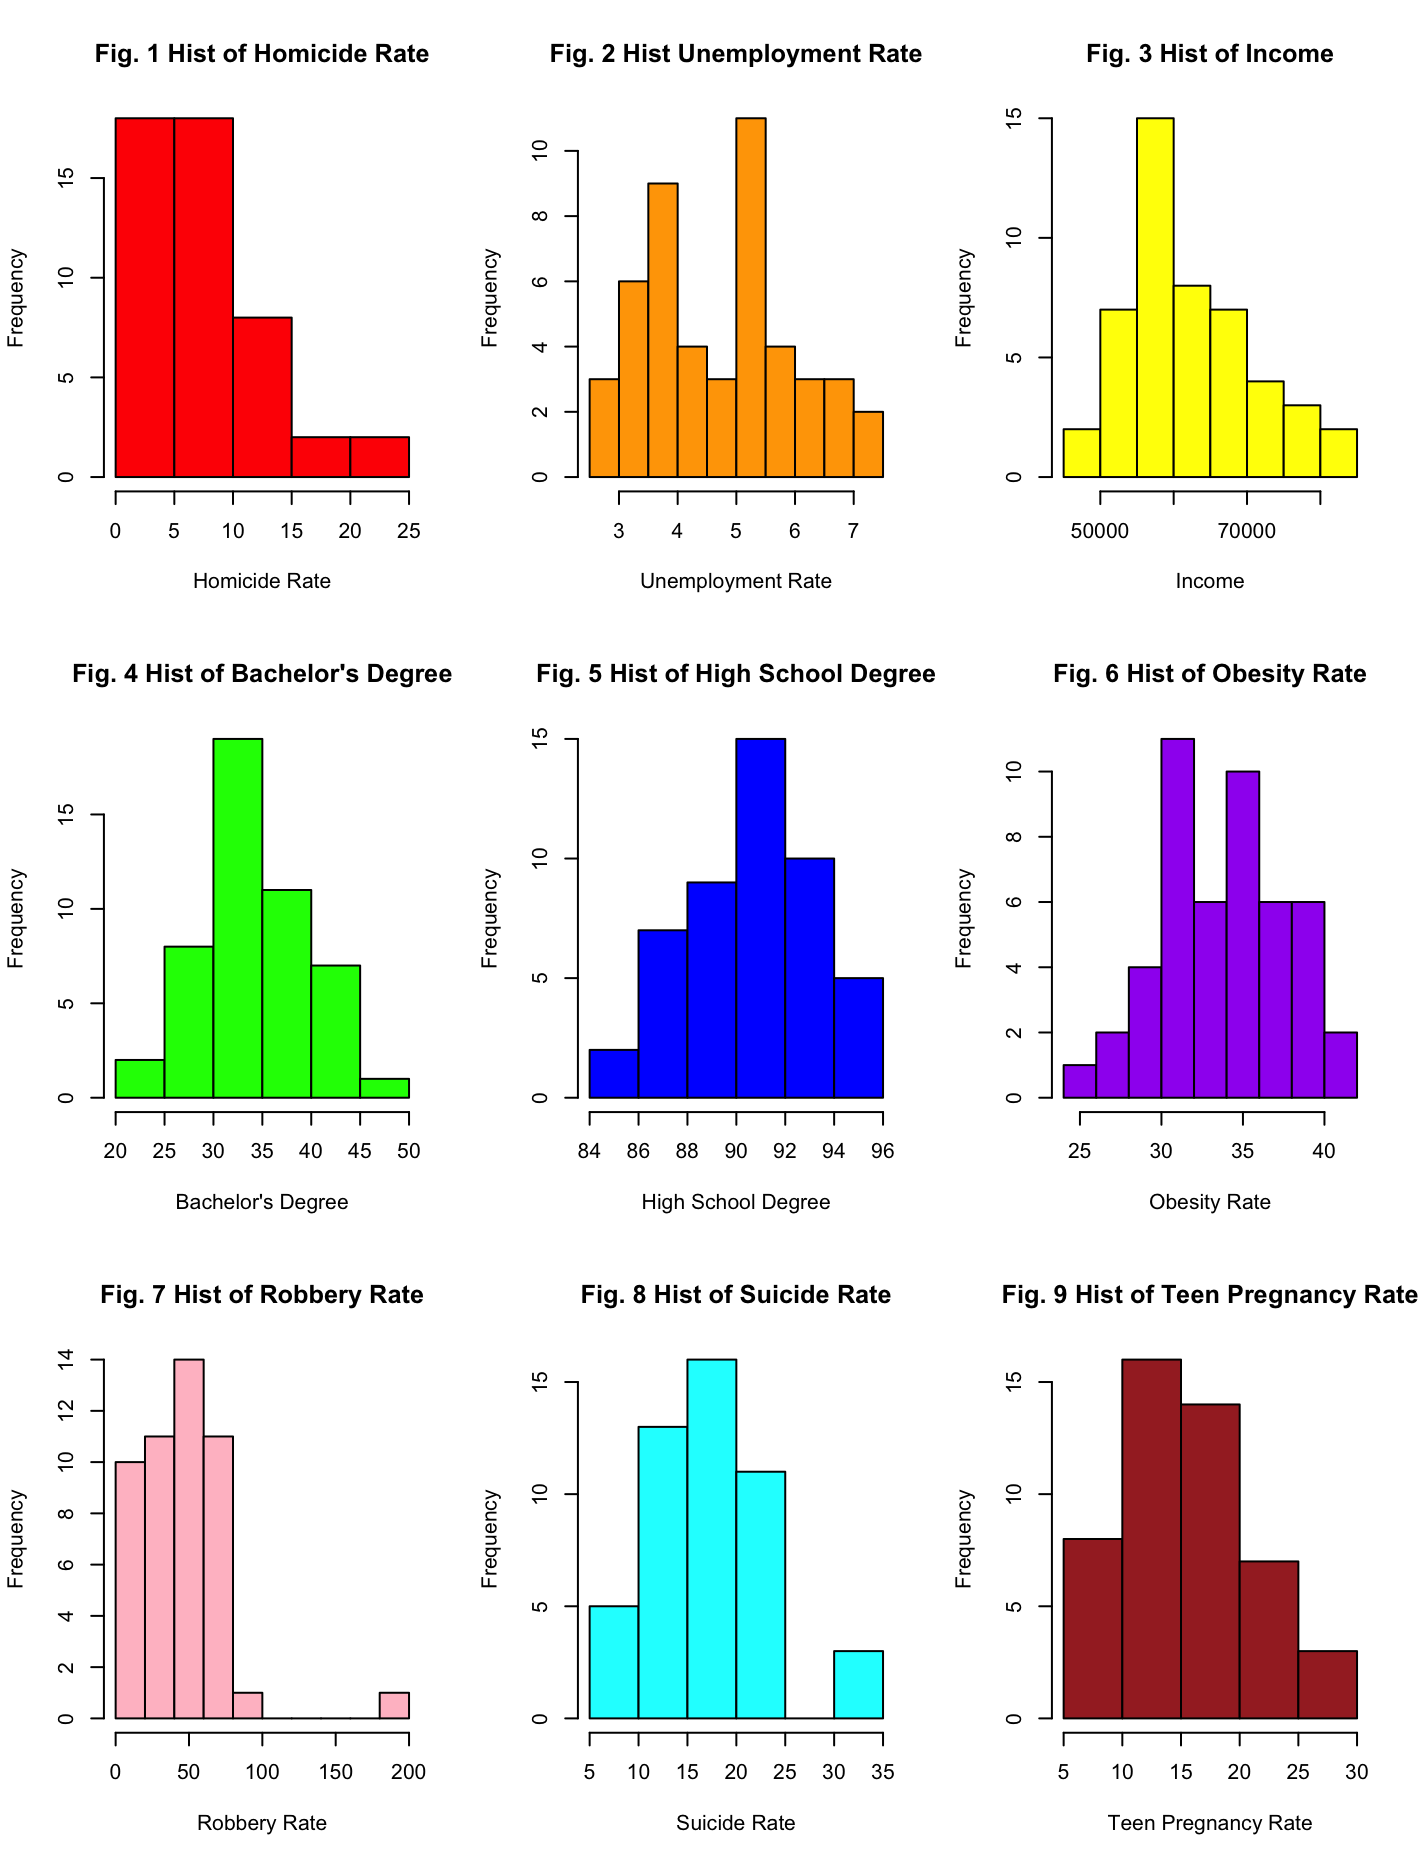 Fig. 1 Hist of Homicide Rate
Frequency
0
5
10
15
0 5 10 15 20 25
Homicide Rate
Fig. 2 Hist Unemployment Rate
Frequency
0
2
4
6
8
10
3 4 5 6 7
Unemployment Rate
Fig. 3 Hist of Income
Frequency
0
5
10
15
50000 70000
Income
Fig. 4 Hist of Bachelor's Degree
Frequency
0
5
10
15
20 25 30 35 40 45 50
Bachelor's Degree
Fig. 5 Hist of High School Degree
Frequency
0
5
10
15
84 86 88 90 92 94 96
High School Degree
Fig. 6 Hist of Obesity Rate
Frequency
0
2
4
6
8
10
25 30 35 40
Obesity Rate
Fig. 7 Hist of Robbery Rate
Frequency
0
2
4
6
8
10
12
14
0 50 100 150 200
Robbery Rate
Fig. 8 Hist of Suicide Rate
Frequency
0
5
10
15
5 10 15 20 25 30 35
Suicide Rate
Fig. 9 Hist of Teen Pregnancy Rate
Frequency
0
5
10
15
5 10 15 20 25 30
Teen Pregnancy Rate